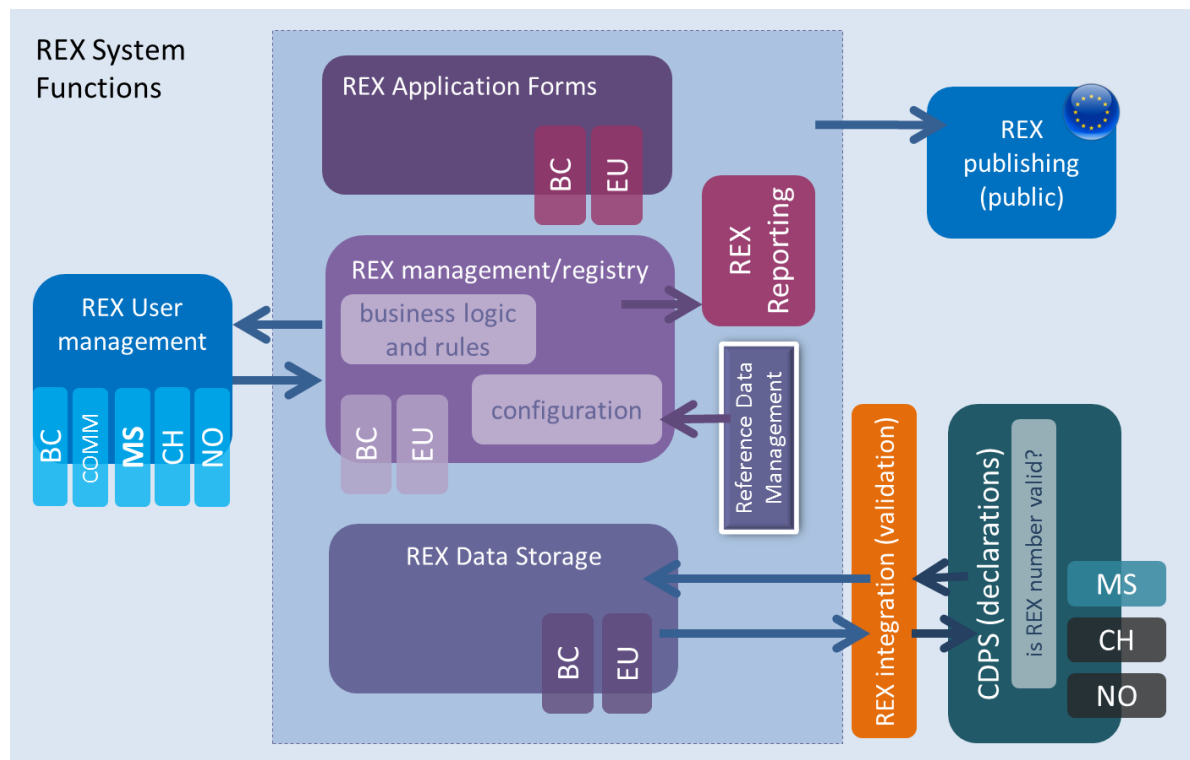 REX System
Functions
REX Application Forms
BC
EU
REX
publishing
(public)
REX
Reporting
REX management/registry
business logic
and rules
configuration
BC
EU
REX User
management
BC
COMM
MS
CH
NO
Reference Data
Management
REX Data Storage
BC
EU
REX integration (validation)
CDPS (declarations)
is REX number valid?
MS
CH
NO